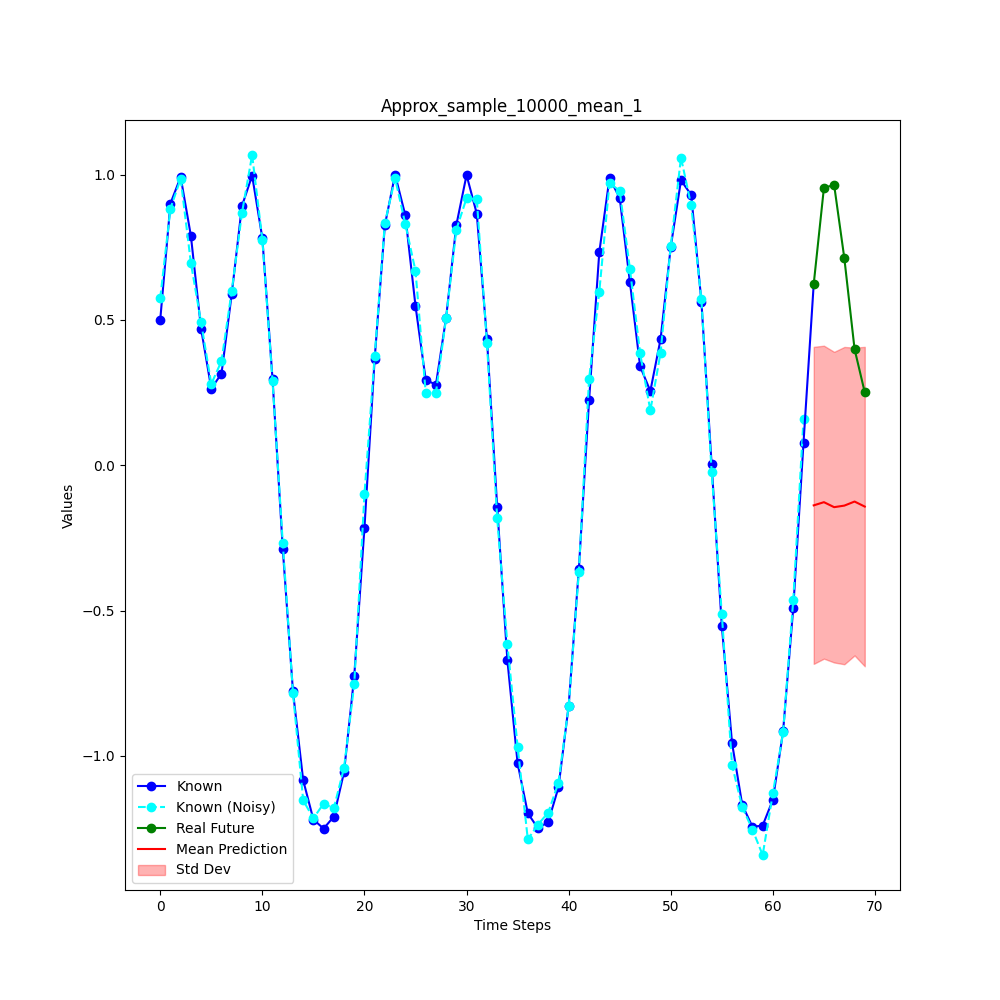 Approx_sample_10000_mean_1
Values
1.0
0.5
0.0
−0.5
−1.0
Known
Known (Noisy)
Real Future
Mean Prediction
Std Dev
0 10 20 30 40 50 60 70
Time Steps